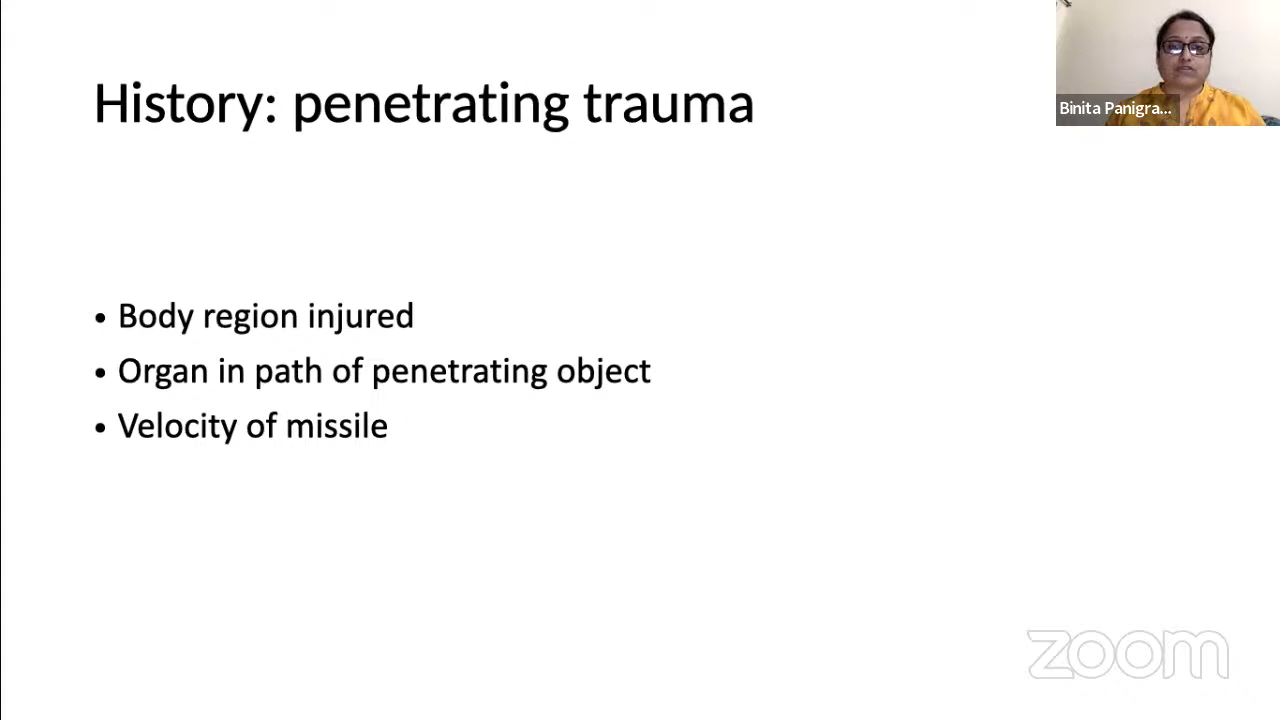 History: penetrating trauma
Binita Panigra...
• Body region injured
• Organ in path of penetrating object
• Velocity of missile
zoom